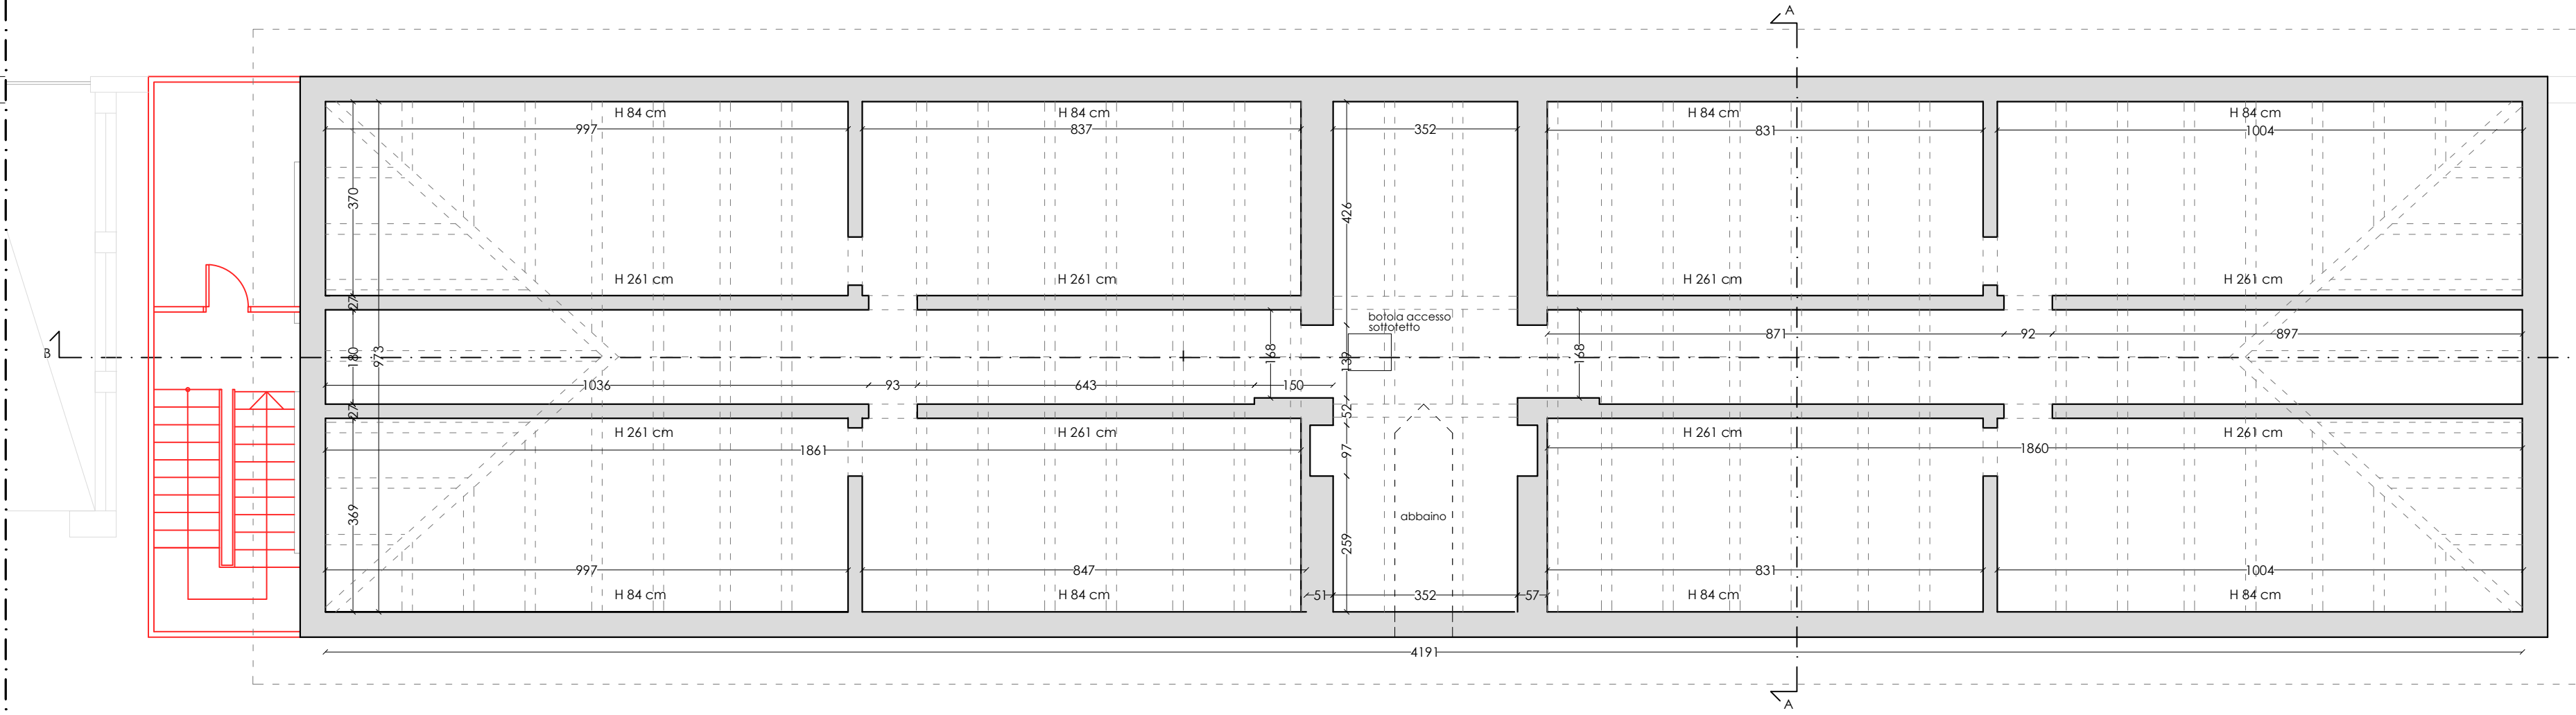 A
H 84 cm
H 84 cm
H 84 cm
H 84 cm
997
837
352
831
1004
370
426
H 261 cm
H 261 cm
H 261 cm
H 261 cm
27
botola accesso
sottotetto
B
180
973
168
139
168
871
92
897
1036
93
643
150
27
52
H 261 cm
H 261 cm
H 261 cm
H 261 cm
1861
97
1860
369
abbaino
259
997
847
831
1004
H 84 cm
H 84 cm
51
352
57
H 84 cm
H 84 cm
4191
A